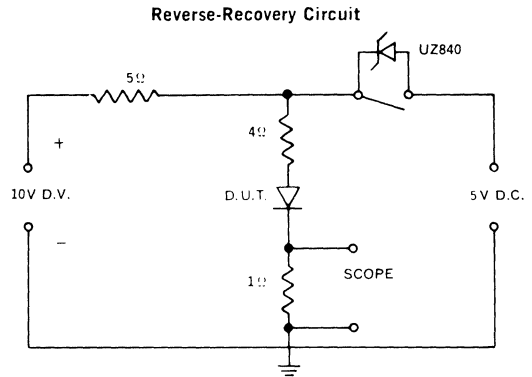 Reverse-Recovery Circuit
UZ840
5Ω
4Ω
+
10V D.V.
D.U.T.
5V D.C.
−
1Ω
SCOPE